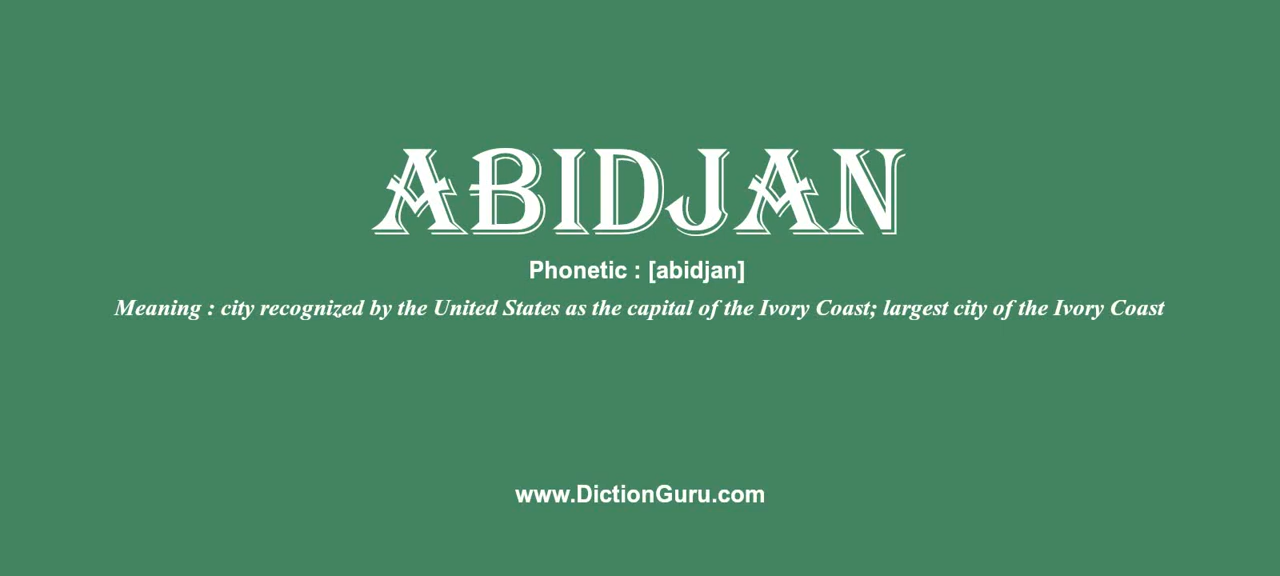 ABIDJAN
Phonetic : [abidjan]
Meaning : city recognized by the United States as the capital of the Ivory Coast; largest city of the Ivory Coast
www.DictionGuru.com